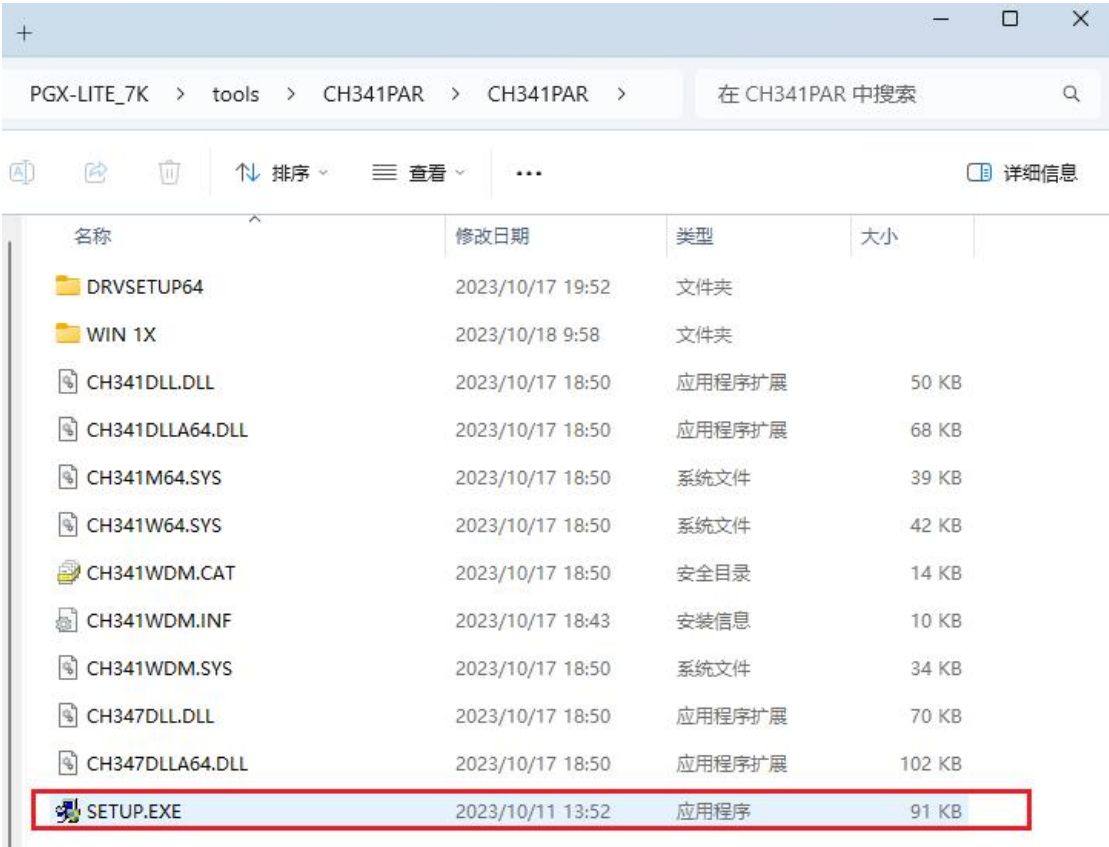 PGX-LITE_7K > tools > CH341PAR > CH341PAR > 在 CH341PAR 中搜索
排序 查看 ... 详细信息
名称 修改日期 类型 大小
DRVSETUP64 2023/10/17 19:52 文件夹
WIN 1X 2023/10/18 9:58 文件夹
CH341DLL.DLL 2023/10/17 18:50 应用程序扩展 50 KB
CH341DLLA64.DLL 2023/10/17 18:50 应用程序扩展 68 KB
CH341M64.SYS 2023/10/17 18:50 系统文件 39 KB
CH341W64.SYS 2023/10/17 18:50 系统文件 42 KB
CH341WDM.CAT 2023/10/17 18:50 安全目录 14 KB
CH341WDM.INF 2023/10/17 18:43 安装信息 10 KB
CH341WDM.SYS 2023/10/17 18:50 系统文件 34 KB
CH347DLL.DLL 2023/10/17 18:50 应用程序扩展 70 KB
CH347DLLA64.DLL 2023/10/17 18:50 应用程序扩展 102 KB
SETUP.EXE 2023/10/11 13:52 应用程序 91 KB